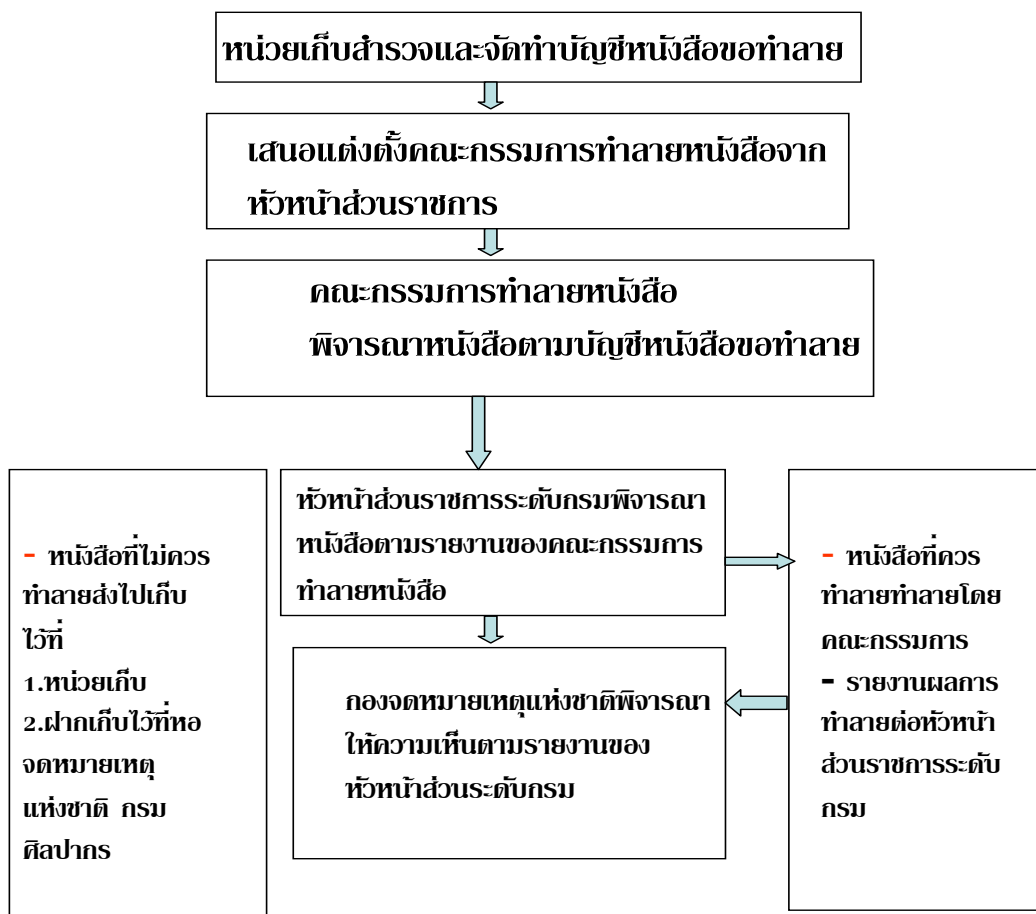 หน่วยเก็บสำรวจและจัดทำบัญชีหนังสือขอทำลาย
เสนอแต่งตั้งคณะกรรมการทำลายหนังสือจาก
หัวหน้าส่วนราชการ
คณะกรรมการทำลายหนังสือ
พิจารณาหนังสือตามบัญชีหนังสือขอทำลาย
- หนังสือที่ไม่ควร
ทำลายส่งไปเก็บ
ไว้ที่
1.หน่วยเก็บ
2.ฝากเก็บไว้ที่หอ
จดหมายเหตุ
แห่งชาติ กรม
ศิลปากร
หัวหน้าส่วนราชการระดับกรมพิจารณา
หนังสือตามรายงานของคณะกรรมการ
ทำลายหนังสือ
กองจดหมายเหตุแห่งชาติพิจารณา
ให้ความเห็นตามรายงานของ
หัวหน้าส่วนระดับกรม
- หนังสือที่ควร
ทำลายทำลายโดย
คณะกรรมการ
- รายงานผลการ
ทำลายต่อหัวหน้า
ส่วนราชการระดับ
กรม